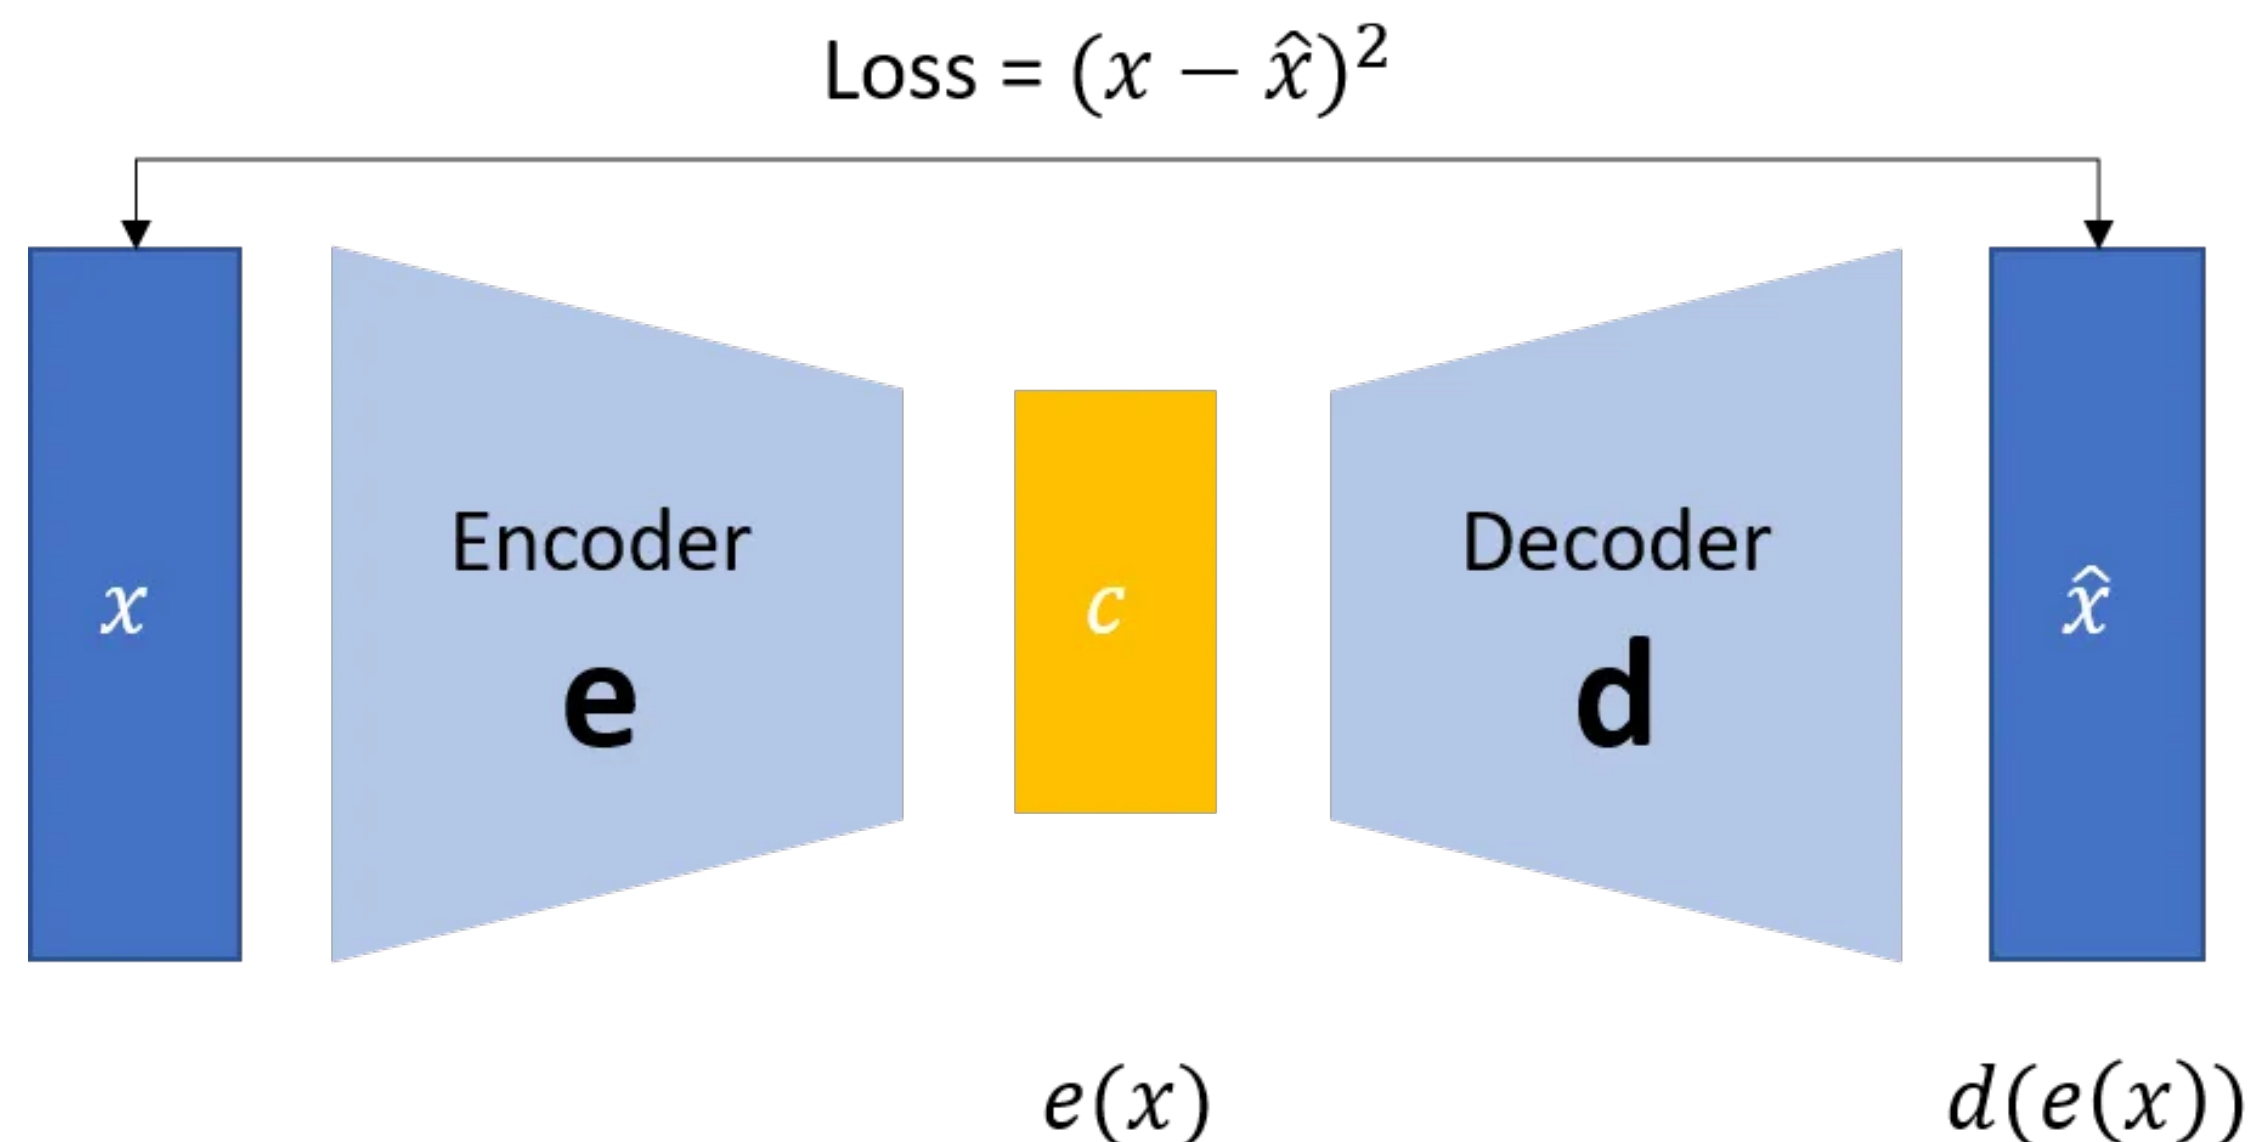 Loss = (x − x̂)²
Encoder
Decoder
x
e
c
d
x̂
e(x)
d(e(x))